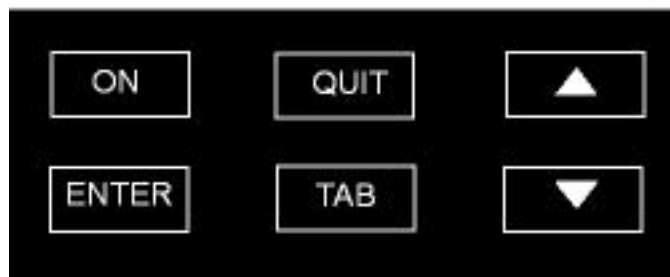 ON QUIT ▲
ENTER TAB ▼